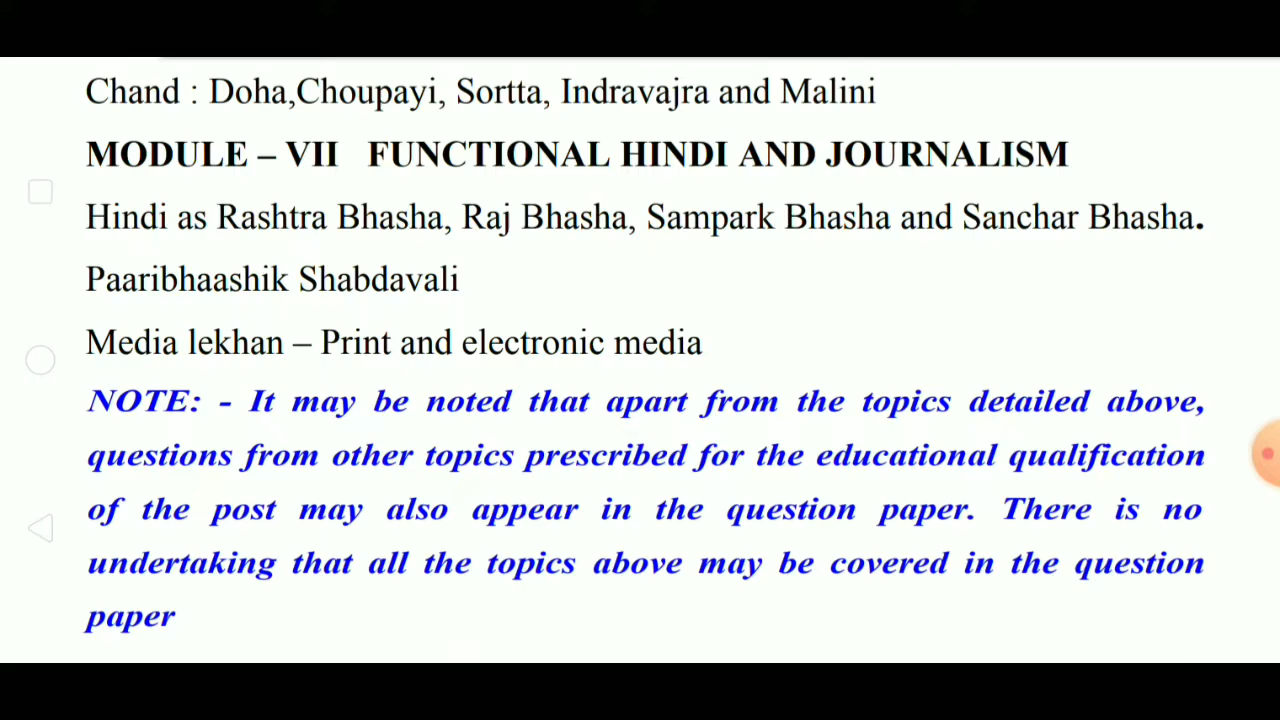 Chand : Doha,Choupayi, Sortta, Indravajra and Malini
MODULE – VII FUNCTIONAL HINDI AND JOURNALISM
Hindi as Rashtra Bhasha, Raj Bhasha, Sampark Bhasha and Sanchar Bhasha.
Paaribhaashik Shabdavali
Media lekhan – Print and electronic media
NOTE: - It may be noted that apart from the topics detailed above,
questions from other topics prescribed for the educational qualification
of the post may also appear in the question paper. There is no
undertaking that all the topics above may be covered in the question
paper